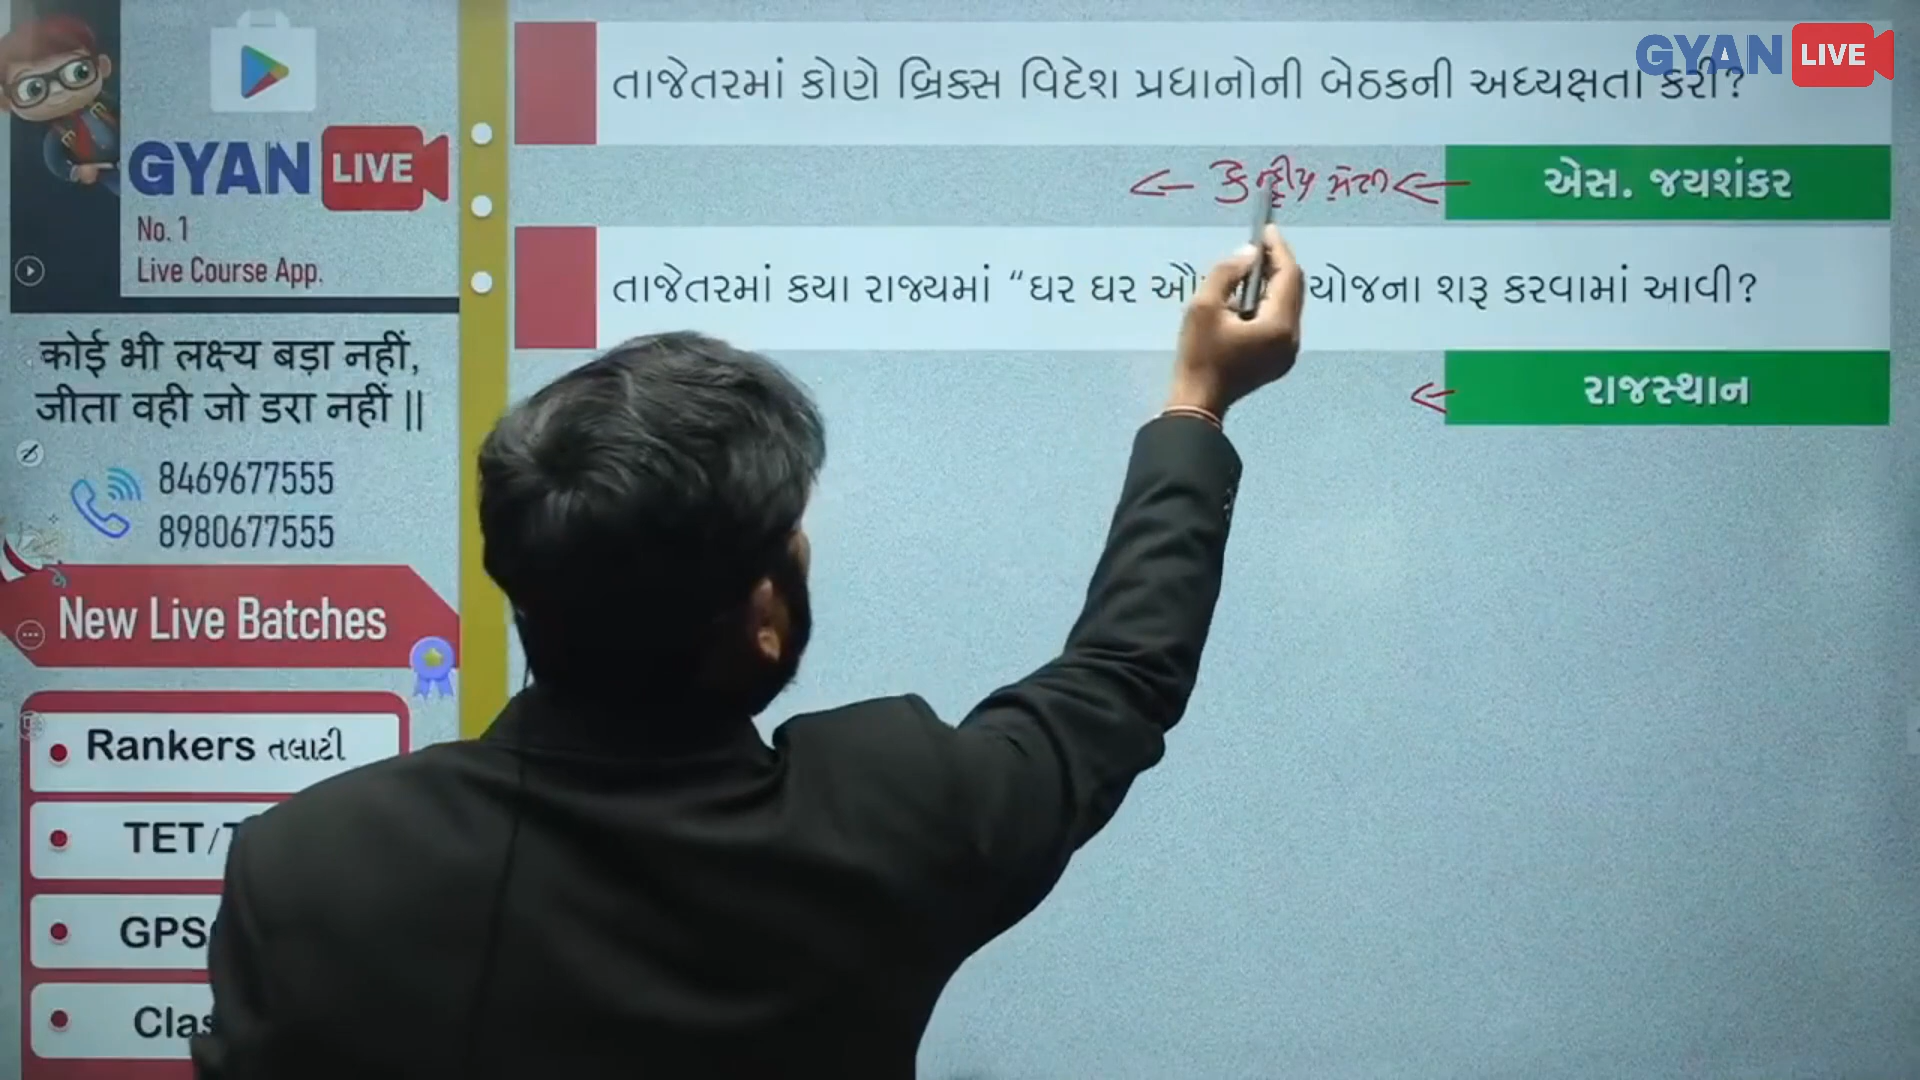 GYAN LIVE
No. 1
Live Course App.
कोई भी लक्ष्य बड़ा नहीं,
जीता वही जो डरा नहीं ||
8469677555
8980677555
New Live Batches
Rankers તલાટી
TET/
GPS
Clas
GYAN LIVE
તાજેતરમાં કોણે બ્રિક્સ વિદેશ પ્રધાનોની બેઠકની અધ્યક્ષતા કરી?
એસ. જયશંકર
તાજેતરમાં કયા રાજ્યમાં “ઘર ઘર યોજના શરૂ કરવામાં આવી?
રાજસ્થાન